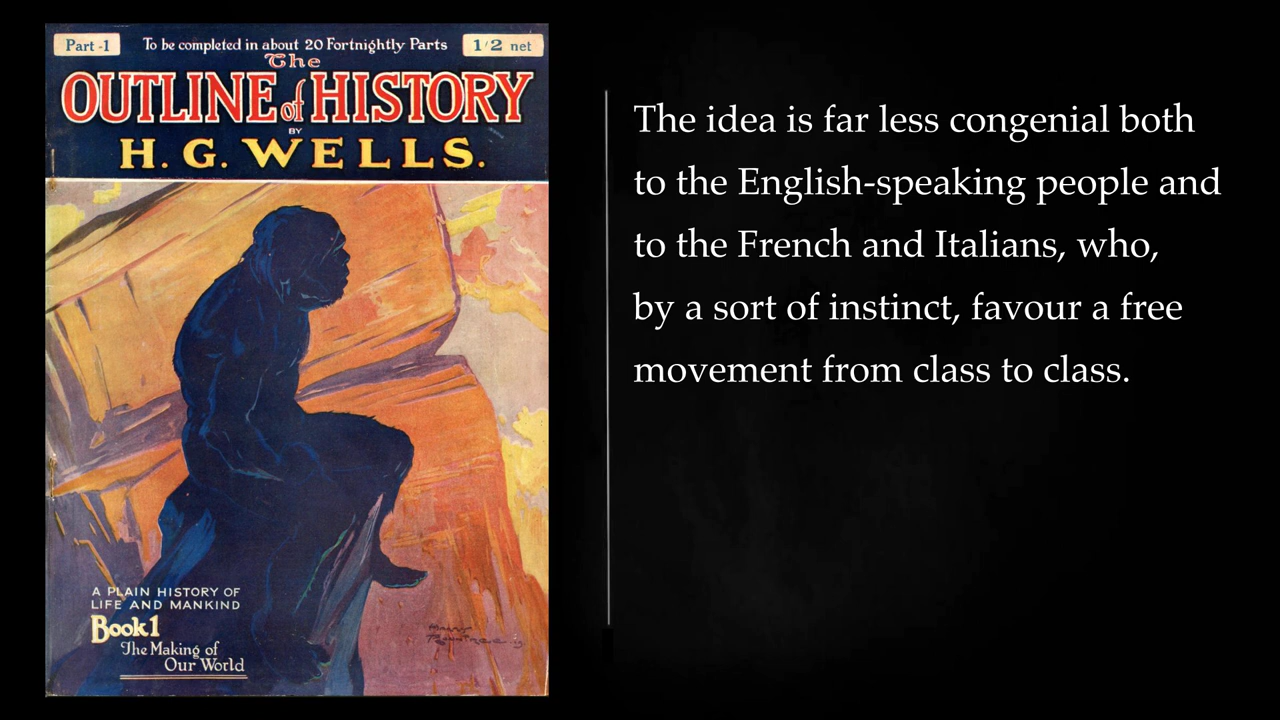 Part -1
To be completed in about 20 Fortnightly Parts
1/2 net
The
OUTLINE of HISTORY
BY
H. G. WELLS.
A PLAIN HISTORY OF
LIFE AND MANKIND
Book 1
The Making of
Our World
The idea is far less congenial both
to the English-speaking people and
to the French and Italians, who,
by a sort of instinct, favour a free
movement from class to class.